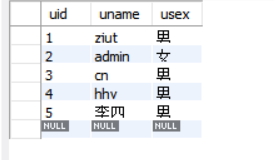 uid uname usex
1 ziut 男
2 admin 女
3 cn 男
4 hhv 男
5 李四 男
NULL NULL NULL